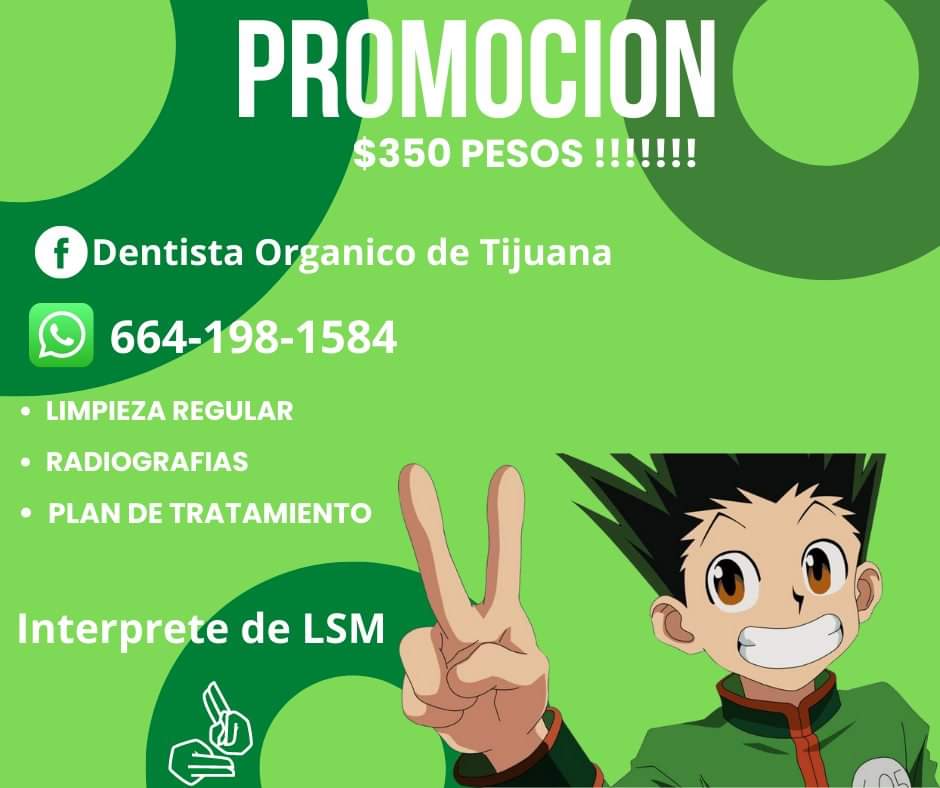 PROMOCION
$350 PESOS !!!!!!!
Dentista Organico de Tijuana
664-198-1584
• LIMPIEZA REGULAR
• RADIOGRAFIAS
• PLAN DE TRATAMIENTO
Interprete de LSM
405